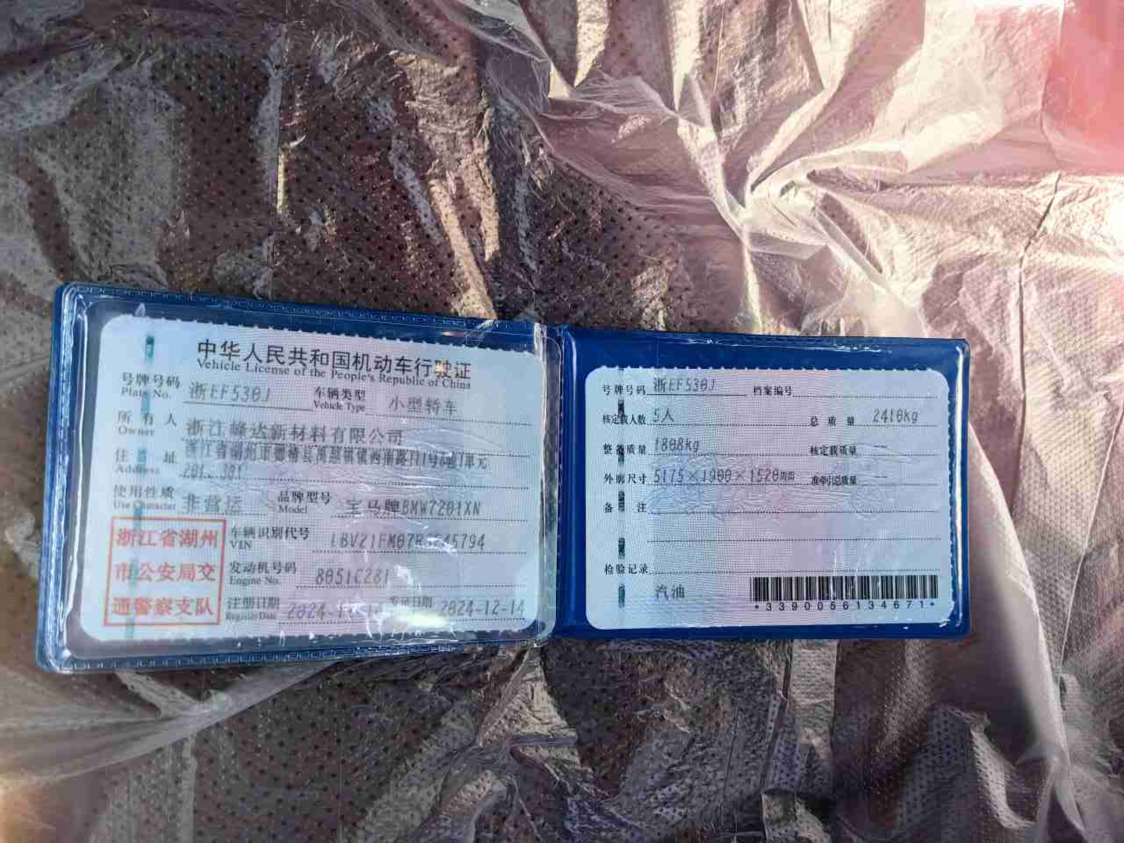 中华人民共和国机动车行驶证
Vehicle License of the People's Republic of China
号牌号码 浙EF530J 车辆类型 小型轿车
Plate No. Vehicle Type
所有人 浙江峰达新材料有限公司
Owner
住址
Address 201、301
使用性质 非营运 品牌型号 宝马牌BMW7201XN
Use Character Model
车辆识别代号
VIN
发动机号码 8051C281
Engine No.
注册日期 发证日期 2024-12-14
Register Date
浙江省湖州
市公安局交
通警察支队
号牌号码 浙EF530J 档案编号
核定载人数 5人 总质量 2410kg
整备质量 1808kg 核定载质量 --
外廓尺寸 5175×1900×1520mm 准牵引总质量 --
备注
检验记录
汽油
*3390056134671*